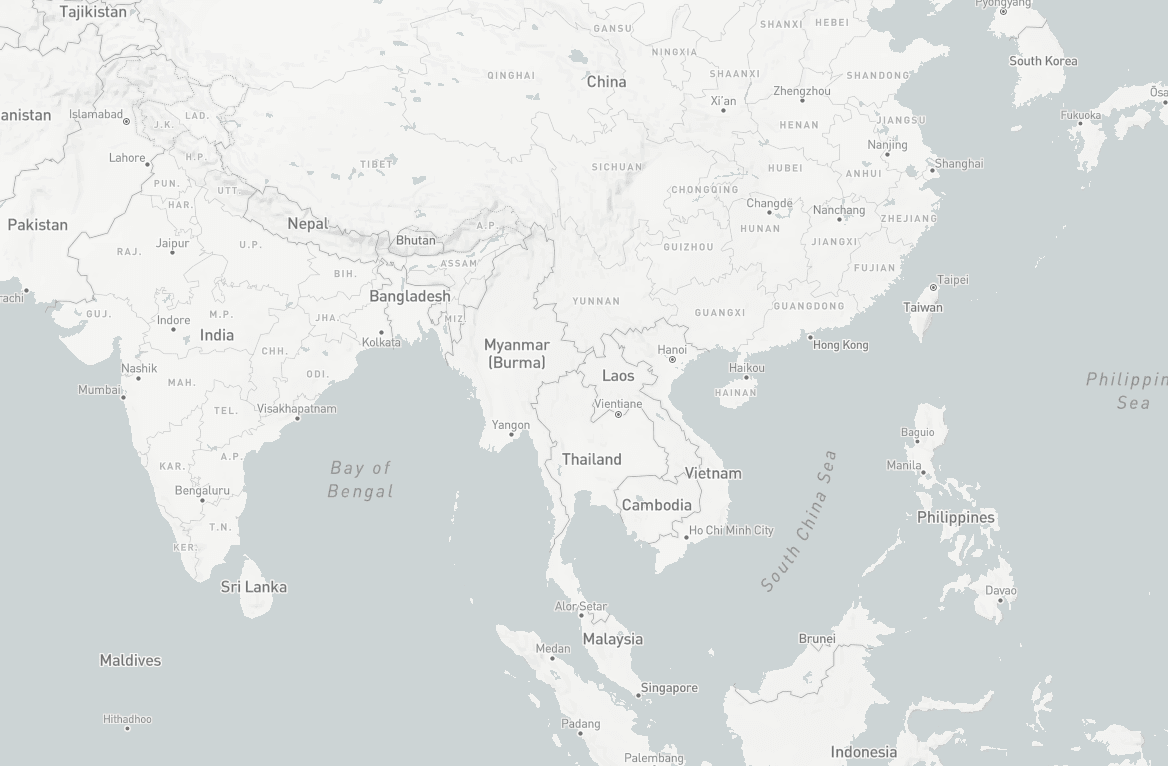 Tajikistan
Pyongyang
GANSU
SHANXI
HEBEI
NINGXIA
South Korea
QINGHAI
China
SHAANXI
SHANDONG
Zhengzhou
Ōsa
Xi'an
anistan
Islamabad
LAD.
J.K.
Fukuoka
JIANGSU
HENAN
Nanjing
Lahore
H.P.
TIBET
SICHUAN
HUBEI
Shanghai
ANHUI
PUN.
UTT.
CHONGQING
HAR.
Changde
Nanchang
ZHEJIANG
Pakistan
Nepal
A.P.
HUNAN
Bhutan
JIANGXI
Jaipur
U.P.
GUIZHOU
RAJ.
ASSAM
FUJIAN
BIH.
Taipei
rachi
Bangladesh
YUNNAN
GUANGDONG
Taiwan
GUJ.
M.P.
GUANGXI
Indore
JHA.
MIZ.
India
Kolkata
Myanmar
(Burma)
Hong Kong
Hanoi
CHH.
Nashik
ODI.
Laos
Haikou
MAH.
HAINAN
Philippin
Sea
Mumbai
TEL.
Visakhapatnam
Vientiane
Yangon
Baguio
A.P.
KAR.
Bay of
Bengal
Thailand
Vietnam
Manila
Bengaluru
Cambodia
South China Sea
Philippines
T.N.
Ho Chi Minh City
KER.
Sri Lanka
Davao
Alor Setar
Malaysia
Brunei
Medan
Maldives
Singapore
Hithadhoo
Padang
Indonesia
Palembang